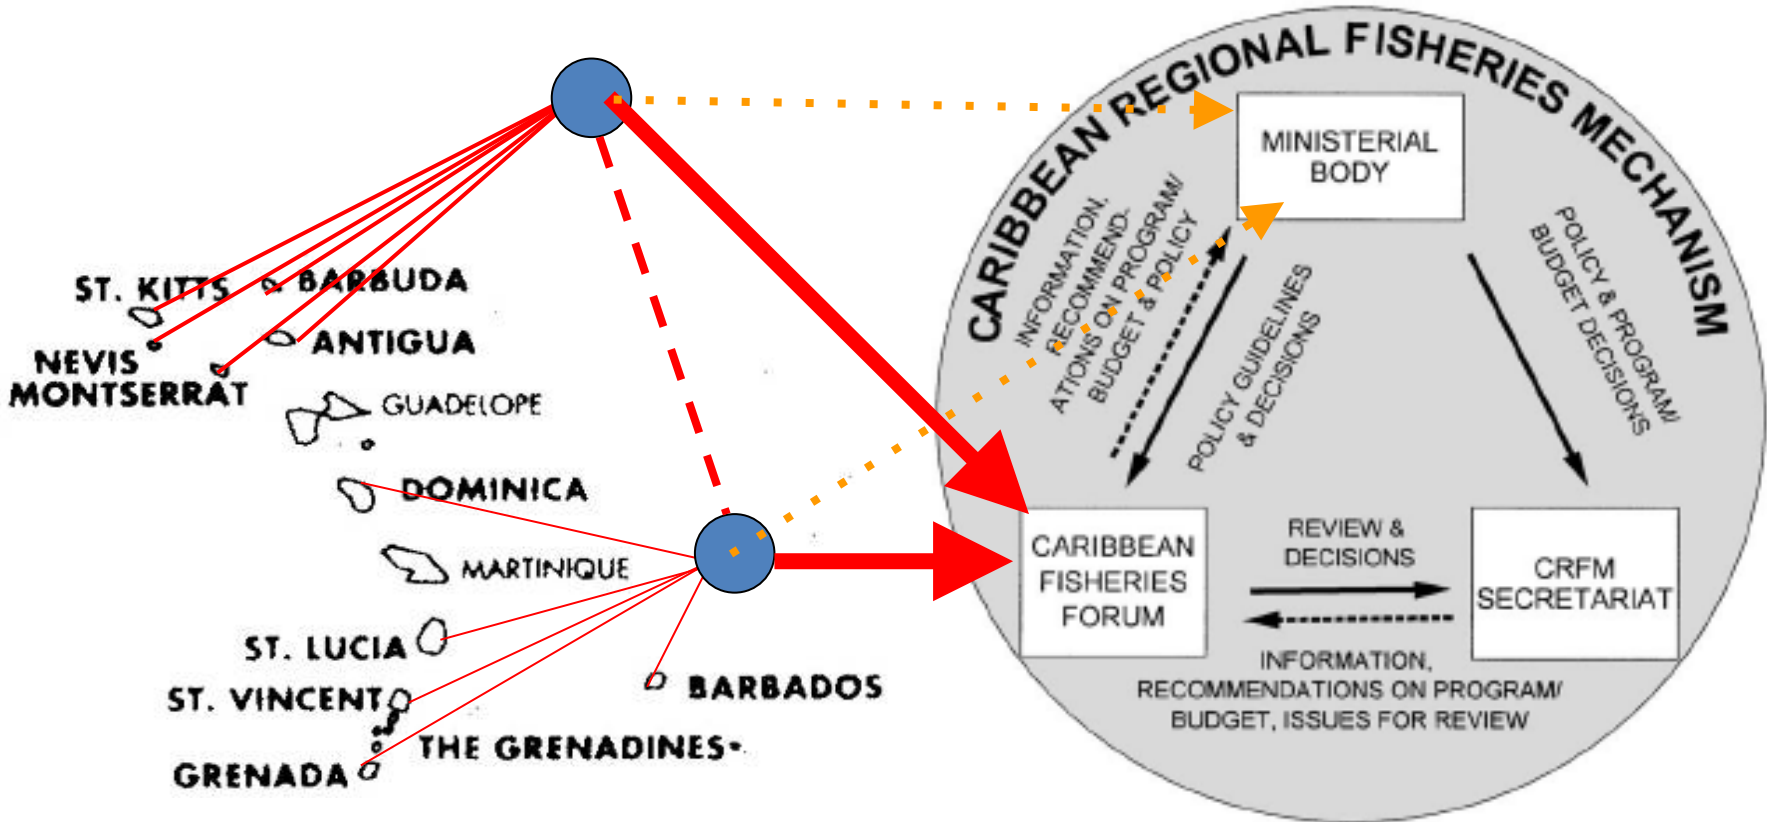 CARIBBEAN REGIONAL FISHERIES MECHANISM
MINISTERIAL
BODY
INFORMATION,
RECOMMEND-
ATIONS ON PROGRAM/
BUDGET & POLICY
POLICY GUIDELINES
& DECISIONS
POLICY & PROGRAM/
BUDGET DECISIONS
CARIBBEAN
FISHERIES
FORUM
REVIEW &
DECISIONS
CRFM
SECRETARIAT
INFORMATION,
RECOMMENDATIONS ON PROGRAM/
BUDGET, ISSUES FOR REVIEW
ST. KITTS
BARBUDA
NEVIS
ANTIGUA
MONTSERRAT
GUADELOPE
DOMINICA
MARTINIQUE
ST. LUCIA
ST. VINCENT
BARBADOS
THE GRENADINES
GRENADA